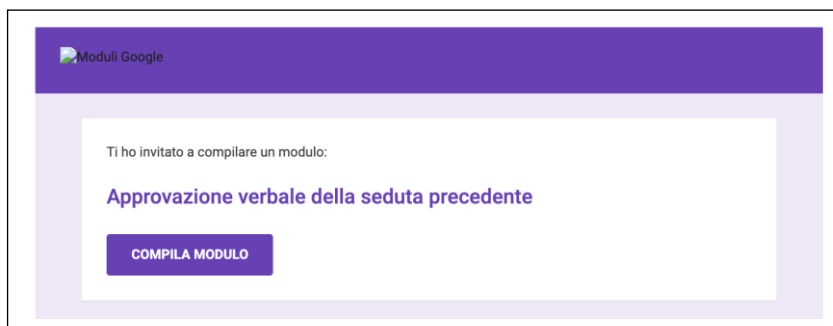 Moduli Google
Ti ho invitato a compilare un modulo:
Approvazione verbale della seduta precedente
COMPILA MODULO